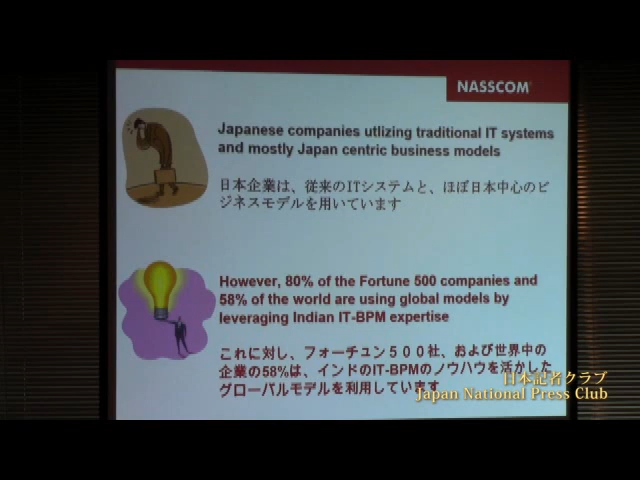 NASSCOM
Japanese companies utlizing traditional IT systems
and mostly Japan centric business models
日本企業は、従来のITシステムと、ほぼ日本中心のビ
ジネスモデルを用いています
However, 80% of the Fortune 500 companies and
58% of the world are using global models by
leveraging Indian IT-BPM expertise
これに対し、フォーチュン５００社、および世界中の
企業の58%は、インドのIT-BPMのノウハウを活かした
グローバルモデルを利用しています
日本記者クラブ
Japan National Press Club